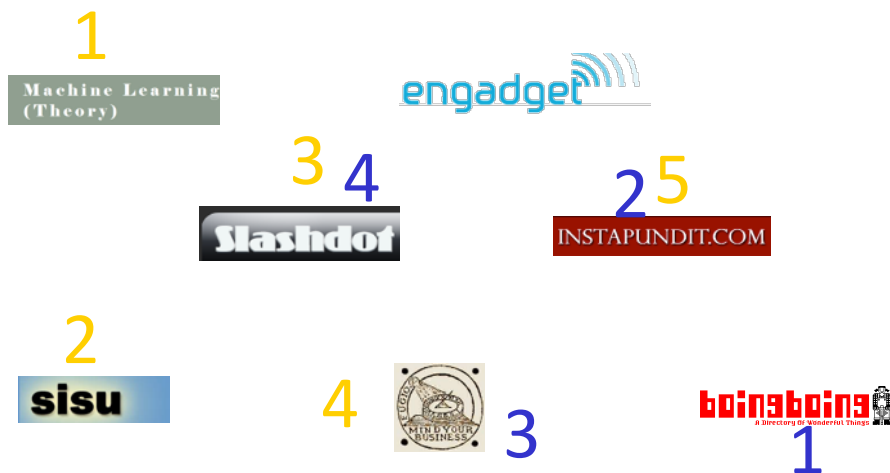 1
Machine Learning
(Theory)
engadget
3 4
2 5
Slashdot
INSTAPUNDIT.COM
2
sisu
4
FUGIO
MIND YOUR
BUSINESS
3
boingboing
A Directory Of Wonderful Things
1